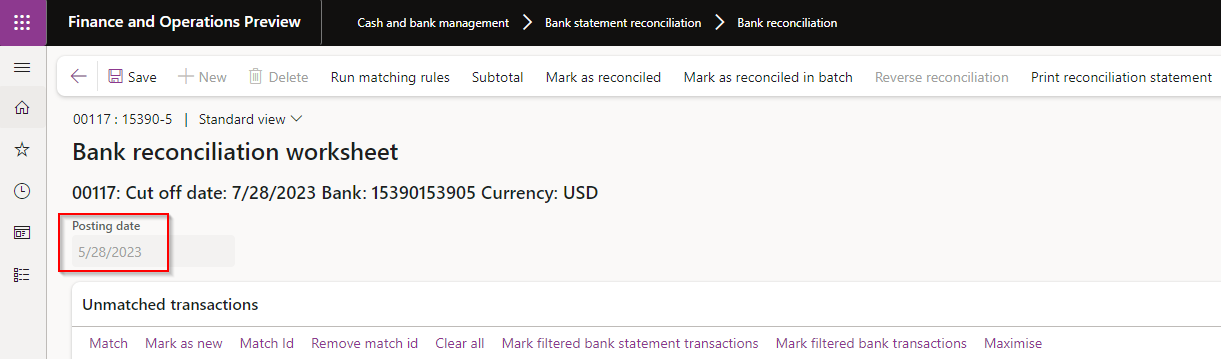 Finance and Operations Preview
Cash and bank management
Bank statement reconciliation
Bank reconciliation
Save
New
Delete
Run matching rules
Subtotal
Mark as reconciled
Mark as reconciled in batch
Reverse reconciliation
Print reconciliation statement
00117 : 15390-5 | Standard view
Bank reconciliation worksheet
00117: Cut off date: 7/28/2023 Bank: 15390153905 Currency: USD
Posting date
5/28/2023
Unmatched transactions
Match
Mark as new
Match Id
Remove match id
Clear all
Mark filtered bank statement transactions
Mark filtered bank transactions
Maximise